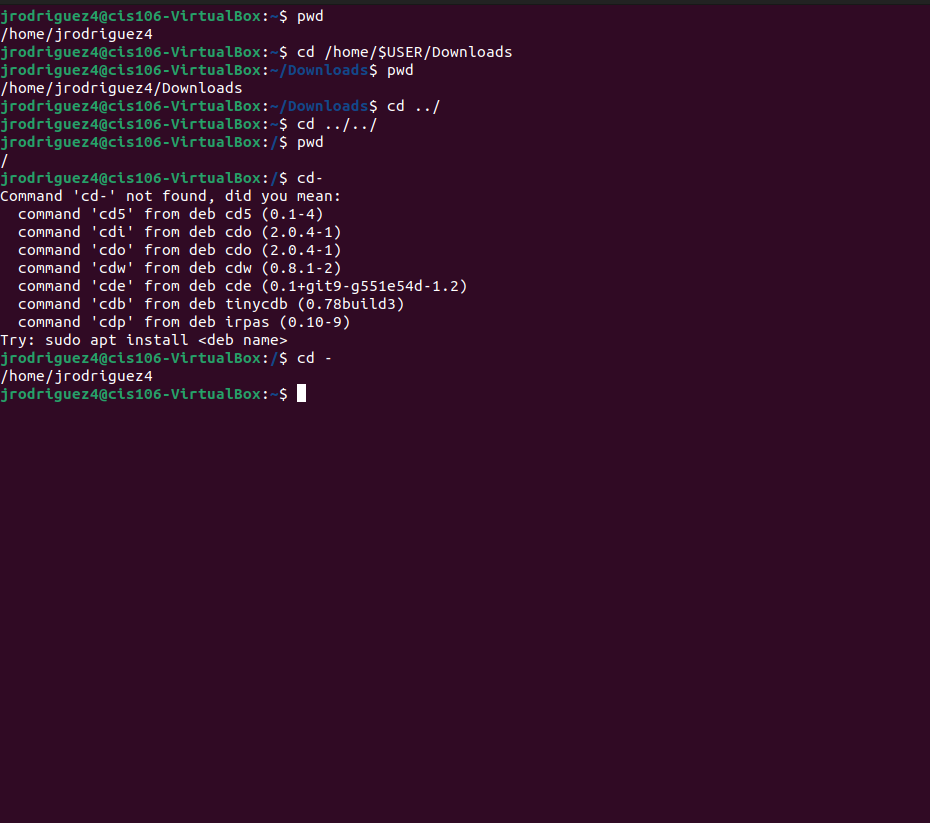 jrodriguez4@cis106-VirtualBox:~$ pwd
/home/jrodriguez4
jrodriguez4@cis106-VirtualBox:~$ cd /home/$USER/Downloads
jrodriguez4@cis106-VirtualBox:~/Downloads$ pwd
/home/jrodriguez4/Downloads
jrodriguez4@cis106-VirtualBox:~/Downloads$ cd ../
jrodriguez4@cis106-VirtualBox:~$ cd ../../
jrodriguez4@cis106-VirtualBox:/$ pwd
/
jrodriguez4@cis106-VirtualBox:/$ cd-
Command 'cd-' not found, did you mean:
  command 'cd5' from deb cd5 (0.1-4)
  command 'cdi' from deb cdo (2.0.4-1)
  command 'cdo' from deb cdo (2.0.4-1)
  command 'cdw' from deb cdw (0.8.1-2)
  command 'cde' from deb cde (0.1+git9-g551e54d-1.2)
  command 'cdb' from deb tinycdb (0.78build3)
  command 'cdp' from deb irpas (0.10-9)
Try: sudo apt install <deb name>
jrodriguez4@cis106-VirtualBox:/$ cd -
/home/jrodriguez4
jrodriguez4@cis106-VirtualBox:~$